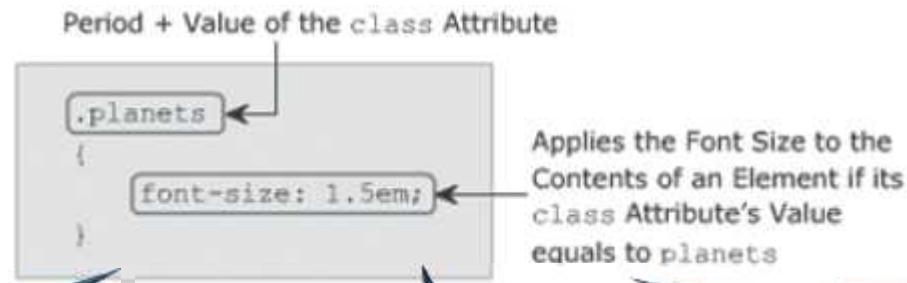 Period + Value of the class Attribute
.planets
{
font-size: 1.5em;
}
Applies the Font Size to the
Contents of an Element if its
class Attribute's Value
equals to planets